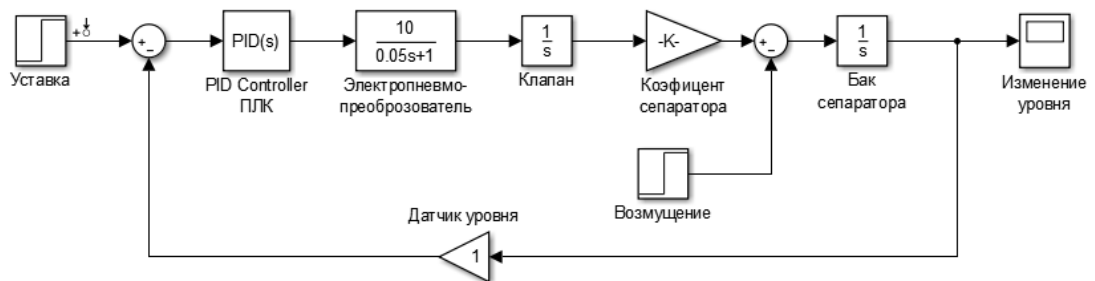 +
+
−
Уставка
PID(s)
PID Controller
ПЛК
10
0.05s+1
Электропневмо-
преоброзователь
1
s
Клапан
-K-
Коэфицент
сепаратора
+
−
1
s
Бак
сепаратора
Изменение
уровня
Возмущение
Датчик уровня
1